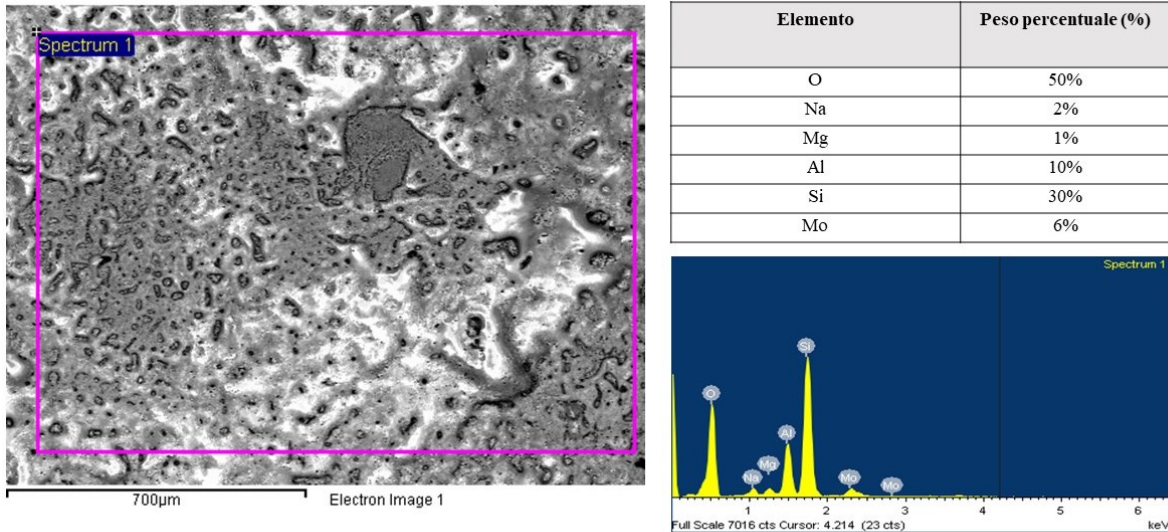 Spectrum 1
700µm Electron Image 1
Elemento Peso percentuale (%)
O 50%
Na 2%
Mg 1%
Al 10%
Si 30%
Mo 6%
Spectrum 1
Si
O
Al
Mg
Na
Mo
Mo
1 2 3 4 5 6
Full Scale 7016 cts Cursor: 4.214 (23 cts) keV